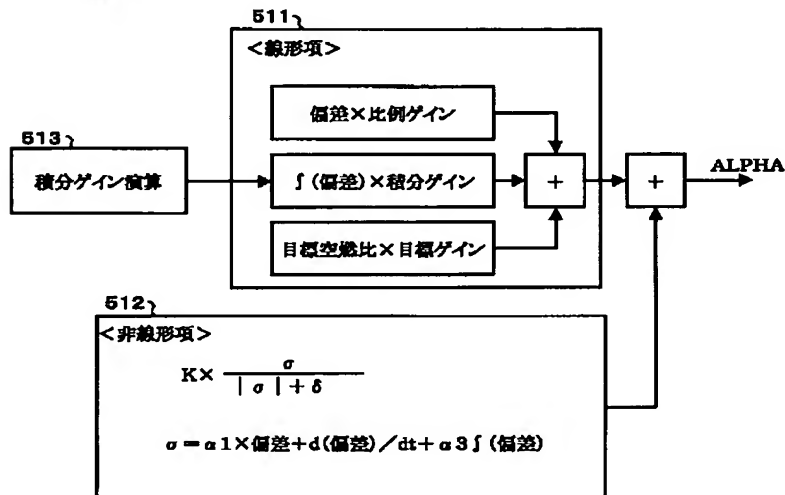 511
<線形項>
偏差×比例ゲイン
513
積分ゲイン演算
∫(偏差)×積分ゲイン
+
+
ALPHA
目標空燃比×目標ゲイン
512
<非線形項>
K× σ
|σ|+δ
σ=α1×偏差+d(偏差)/dt+α3∫(偏差)